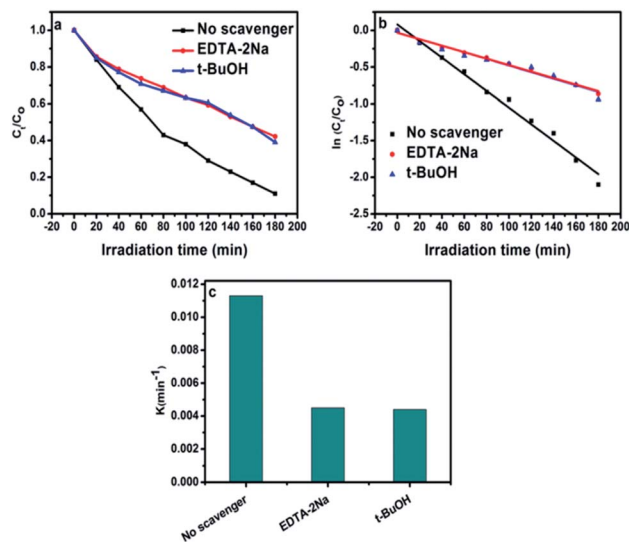 a
No scavenger
EDTA-2Na
t-BuOH
Ct/Co
1.0
0.8
0.6
0.4
0.2
0.0
-20 0 20 40 60 80 100 120 140 160 180 200
Irradiation time (min)
b
ln (Ct/Co)
0.0
-0.5
-1.0
-1.5
-2.0
-2.5
No scavenger
EDTA-2Na
t-BuOH
-20 0 20 40 60 80 100 120 140 160 180 200
Irradiation time (min)
c
K(min⁻¹)
0.012
0.010
0.008
0.006
0.004
0.002
0.000
No scavenger
EDTA-2Na
t-BuOH